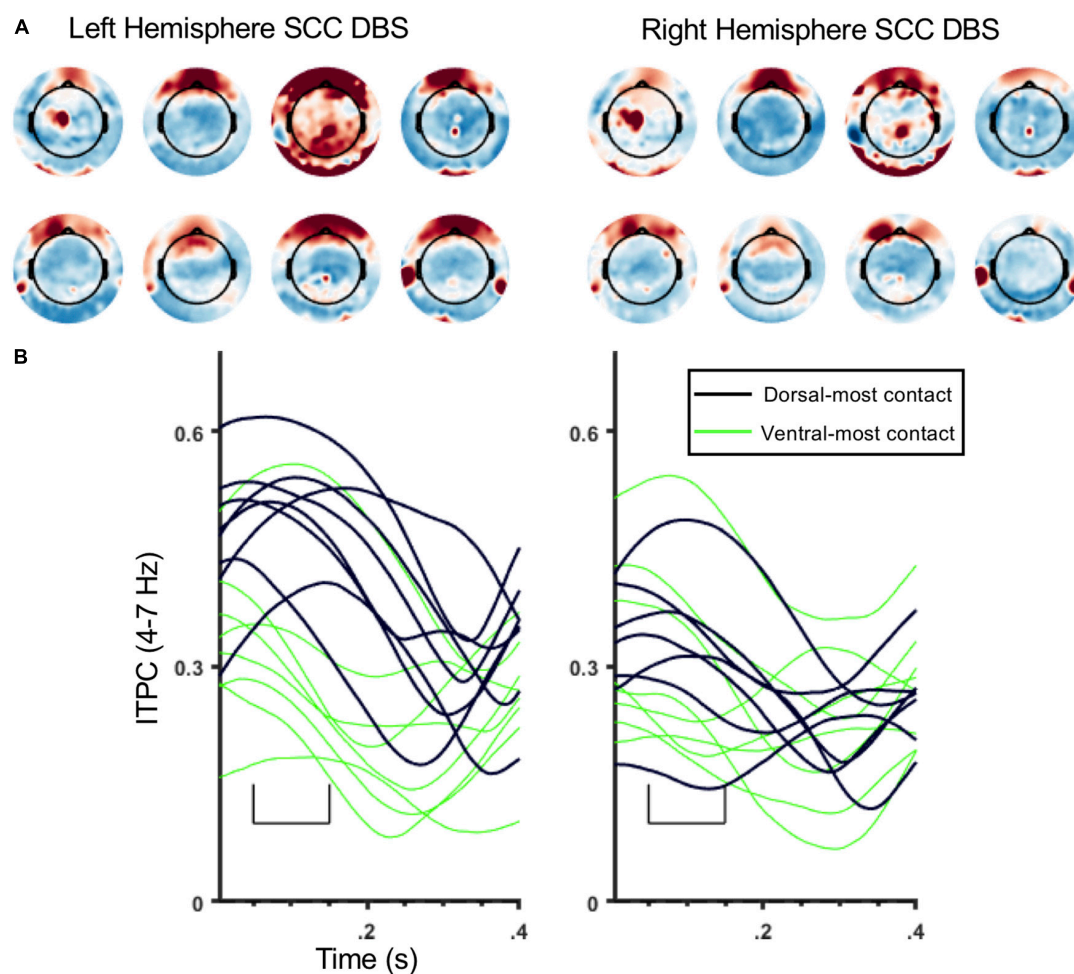 A
Left Hemisphere SCC DBS
Right Hemisphere SCC DBS
B
Dorsal-most contact
Ventral-most contact
ITPC (4-7 Hz)
0.6
0.3
0
.2
.4
Time (s)
0.6
0.3
0
.2
.4